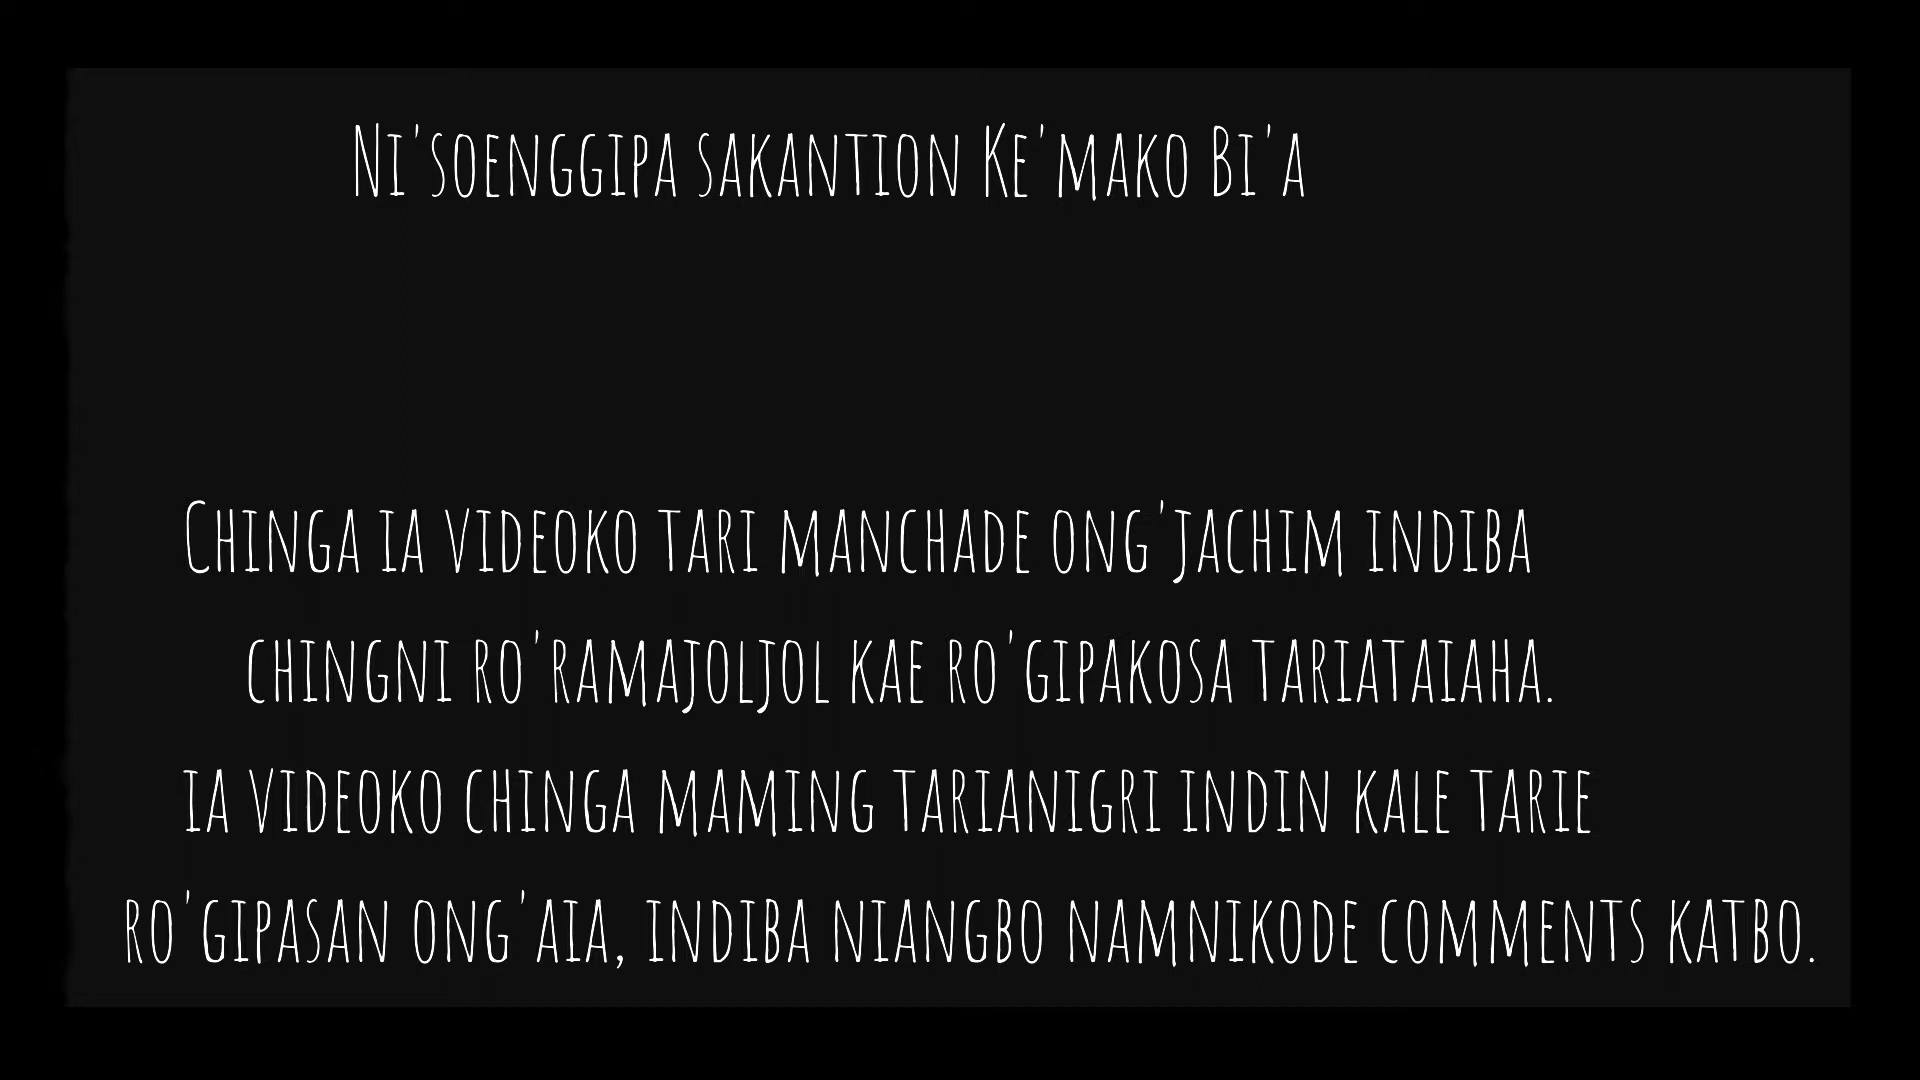 Ni'soenggipa sakantion Ke'mako Bi'a
Chinga ia videoko tari manchade ong'jachim indiba
chingni ro'ramajoljol kae ro'gipakosa tariataiaha.
ia videoko chinga maming tarianigri indin kale tarie
ro'gipasan ong'aia, indiba niangbo namnikode comments katbo.